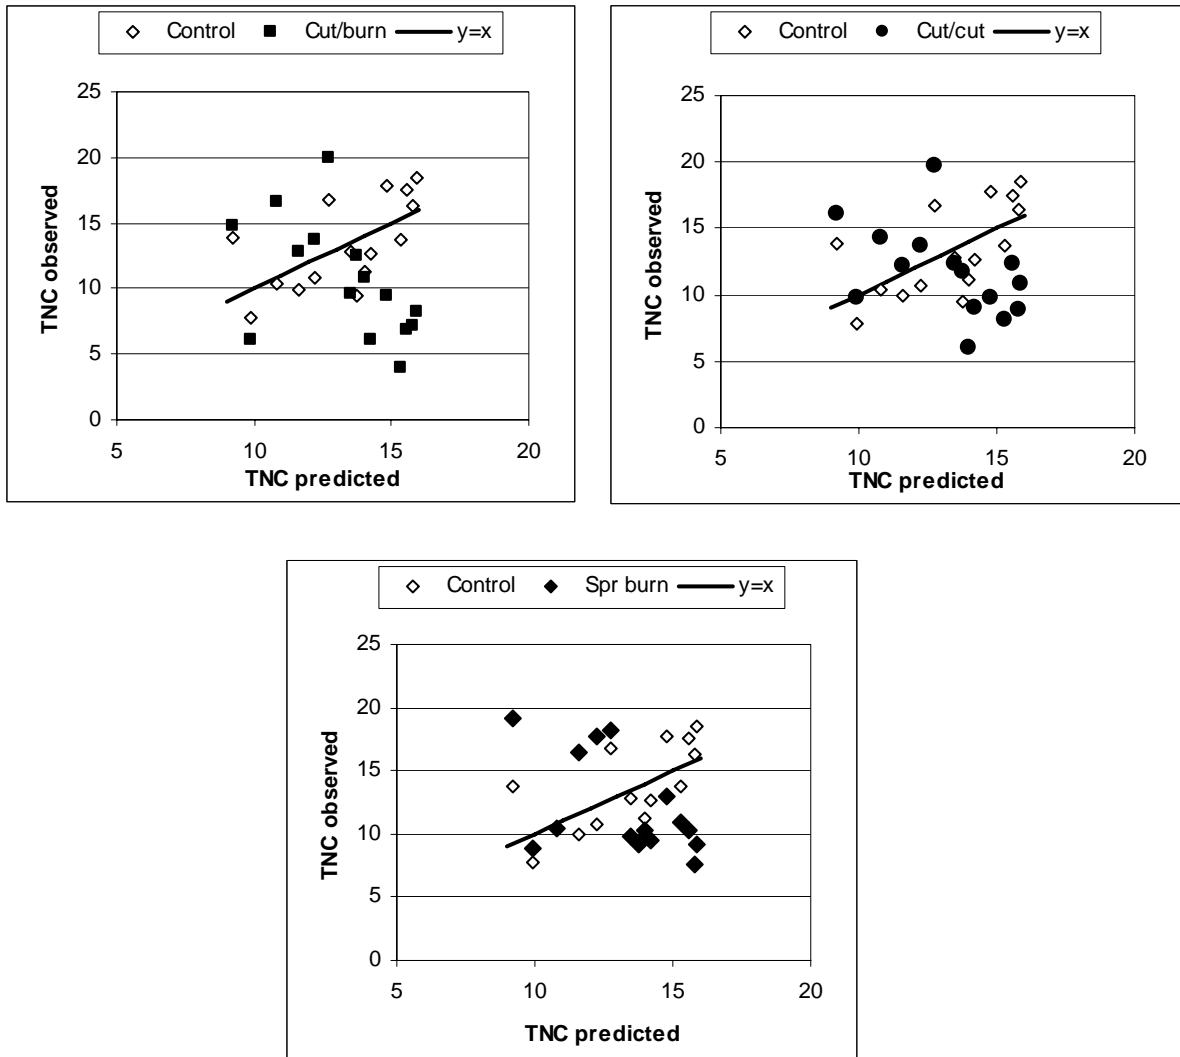 Control Cut/burn y=x
25
20
15
10
5
0
TNC observed
5 10 15 20
TNC predicted
Control Cut/cut y=x
25
20
15
10
5
0
TNC observed
5 10 15 20
TNC predicted
Control Spr burn y=x
25
20
15
10
5
0
TNC observed
5 10 15 20
TNC predicted